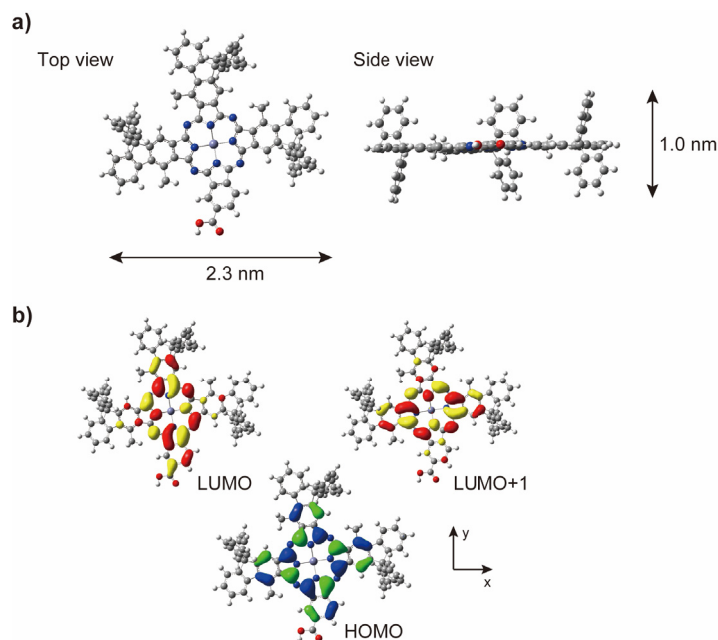 a)
Top view
Side view
1.0 nm
2.3 nm
b)
LUMO
LUMO+1
y
x
HOMO